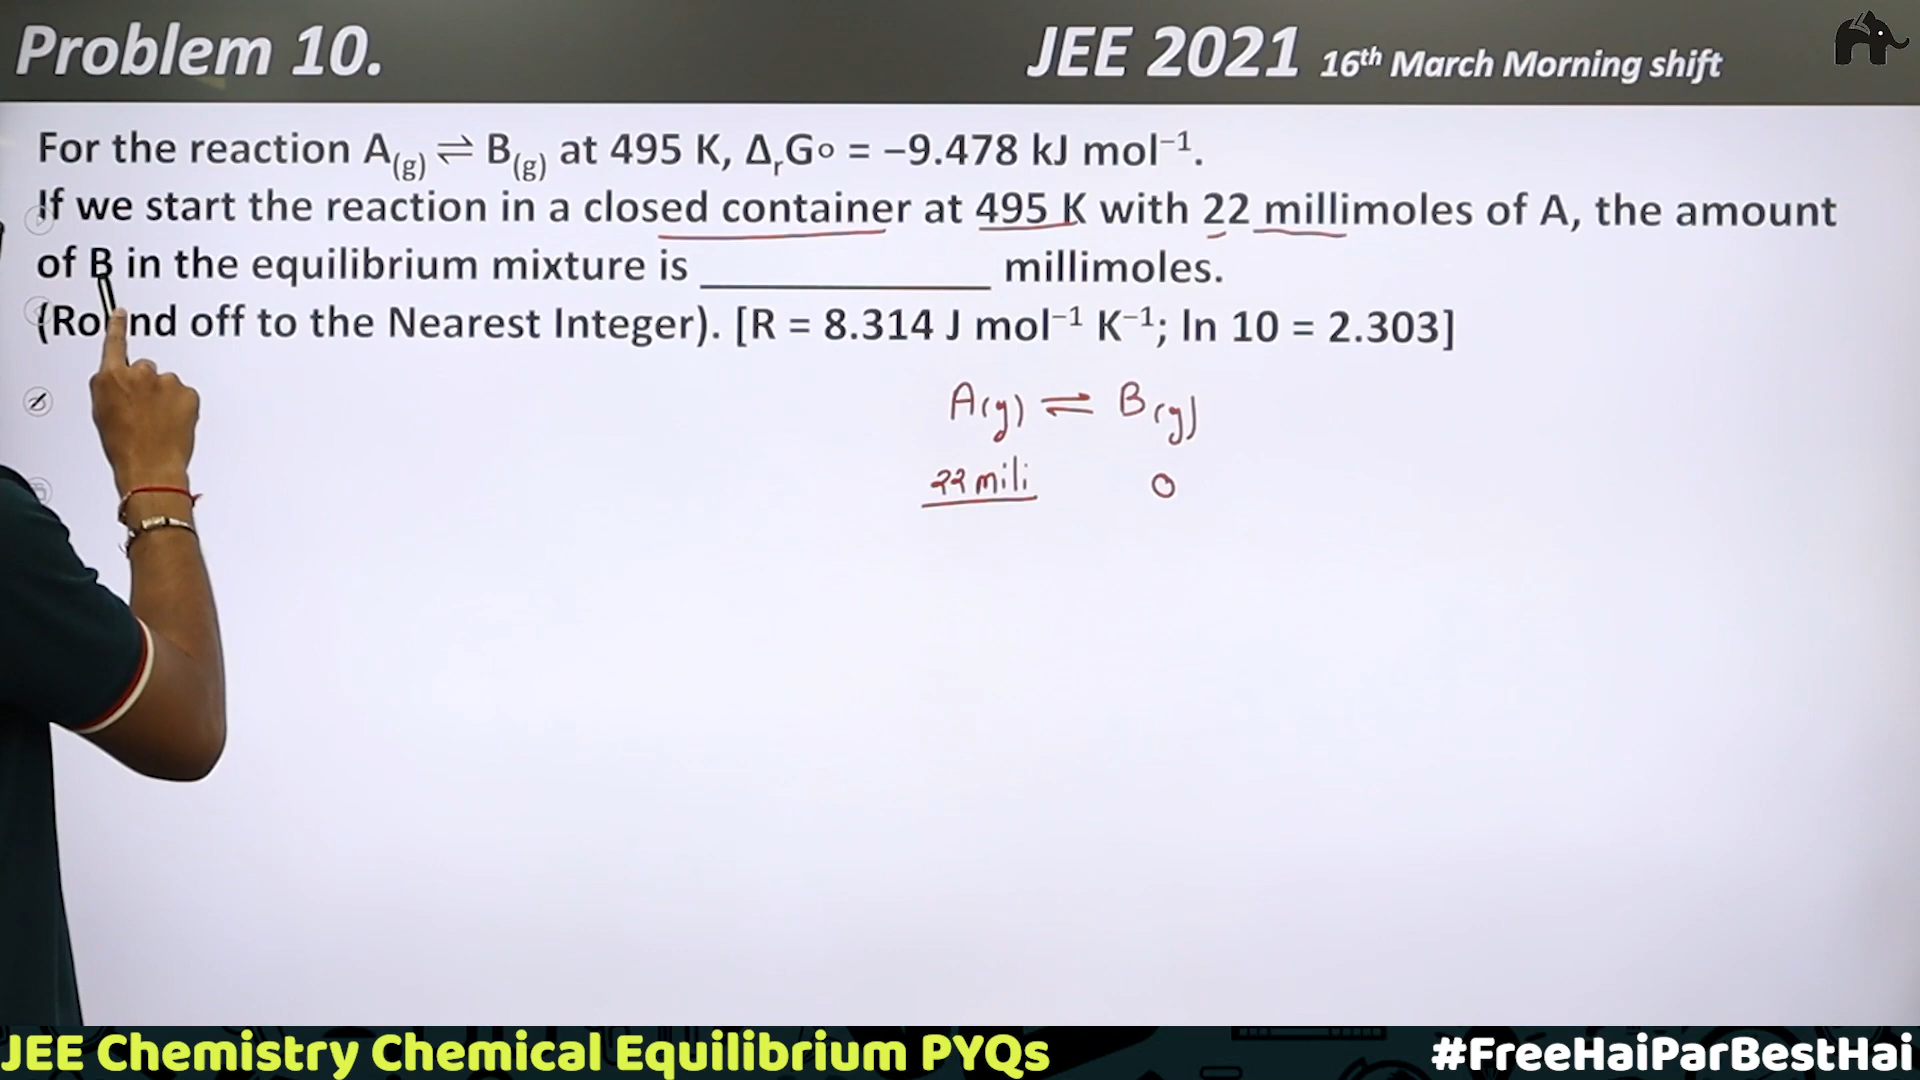 Problem 10.
JEE 2021 16th March Morning shift
For the reaction A(g) ⇌ B(g) at 495 K, ΔrG° = −9.478 kJ mol⁻¹.
If we start the reaction in a closed container at 495 K with 22 millimoles of A, the amount
of B in the equilibrium mixture is ____________ millimoles.
(Round off to the Nearest Integer). [R = 8.314 J mol⁻¹ K⁻¹; ln 10 = 2.303]
A(g) ⇌ B(g)
22 mili 0
JEE Chemistry Chemical Equilibrium PYQs
#FreeHaiParBestHai